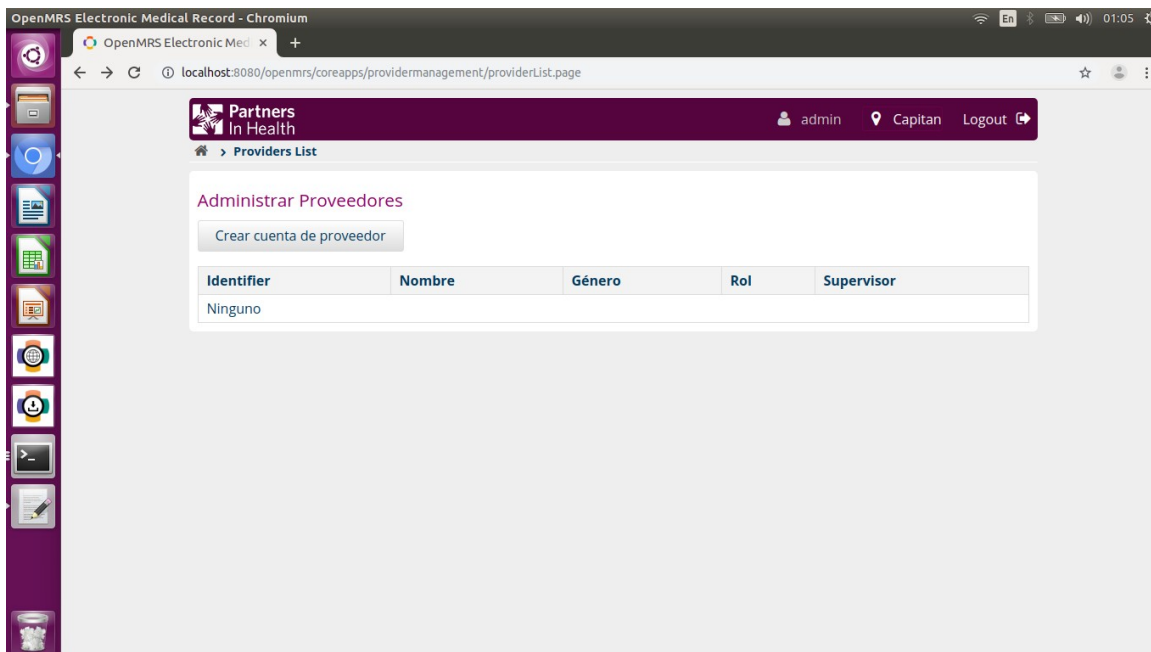 OpenMRS Electronic Medical Record - Chromium
En
01:05
OpenMRS Electronic Med
localhost:8080/openmrs/coreapps/providermanagement/providerList.page
Partners
In Health
admin
Capitan
Logout
> Providers List
Administrar Proveedores
Crear cuenta de proveedor
Identifier Nombre Género Rol Supervisor
Ninguno